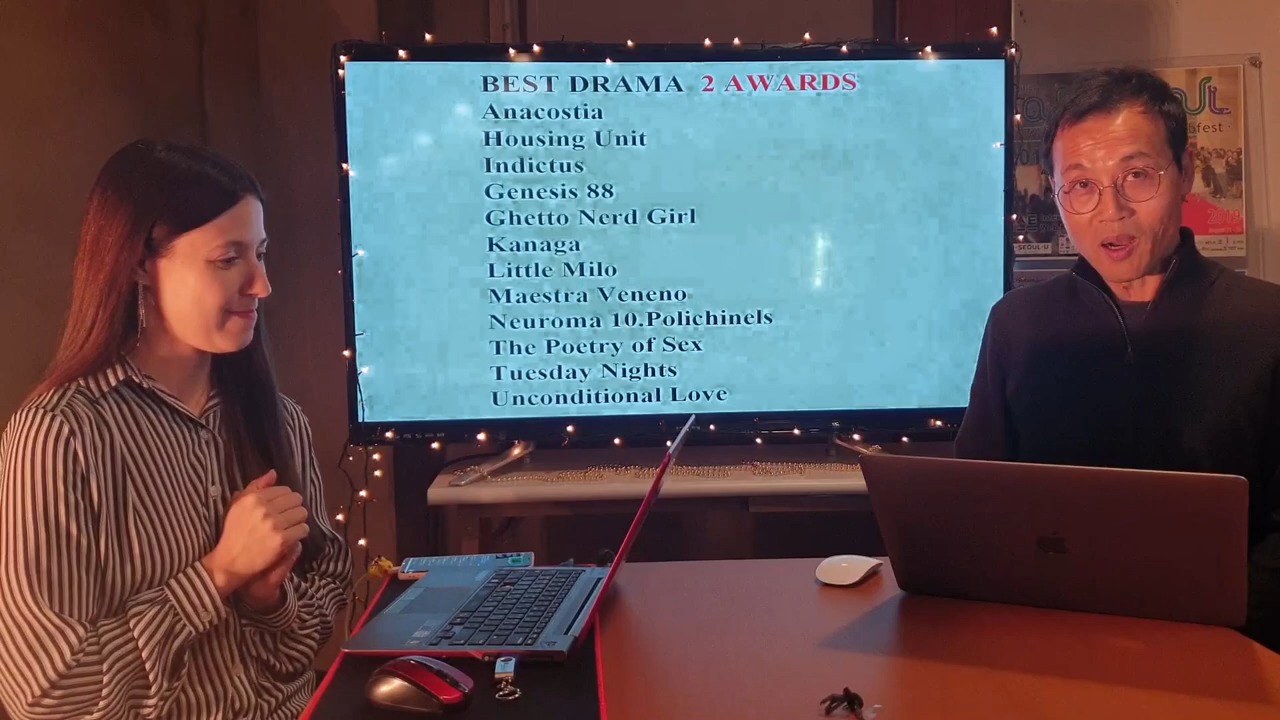 BEST DRAMA 2 AWARDS
Anacostia
Housing Unit
Indictus
Genesis 88
Ghetto Nerd Girl
Kanaga
Little Milo
Maestra Veneno
Neuroma 10.Polichinels
The Poetry of Sex
Tuesday Nights
Unconditional Love